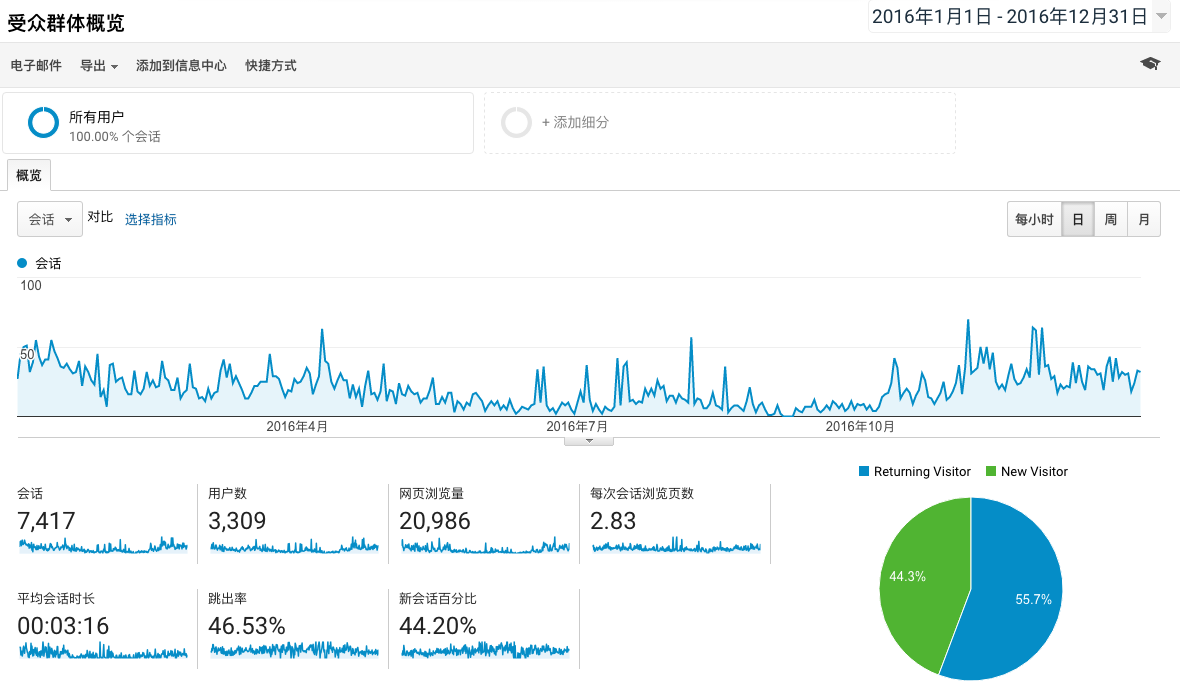 受众群体概览
2016年1月1日 - 2016年12月31日
电子邮件 导出 添加到信息中心 快捷方式
所有用户
100.00% 个会话
+ 添加细分
概览
会话 对比 选择指标
每小时 日 周 月
会话
100
50
2016年4月 2016年7月 2016年10月
Returning Visitor New Visitor
会话 用户数 网页浏览量 每次会话浏览页数
7,417 3,309 20,986 2.83
44.3%
55.7%
平均会话时长 跳出率 新会话百分比
00:03:16 46.53% 44.20%